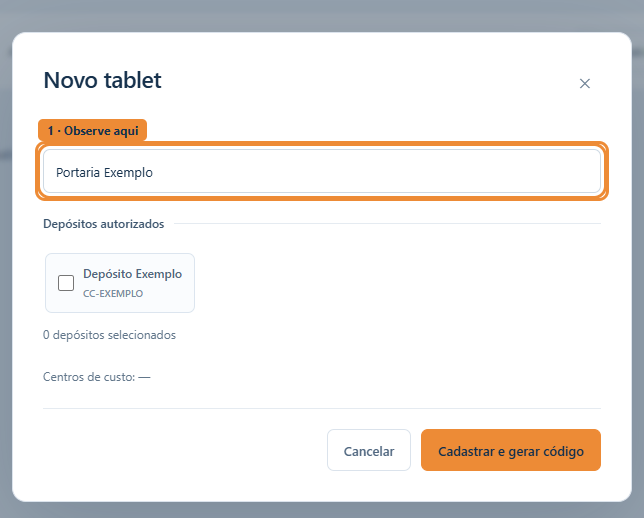 Novo tablet
1 · Observe aqui
Portaria Exemplo
Depósitos autorizados
Depósito Exemplo
CC-EXEMPLO
0 depósitos selecionados
Centros de custo: —
Cancelar
Cadastrar e gerar código